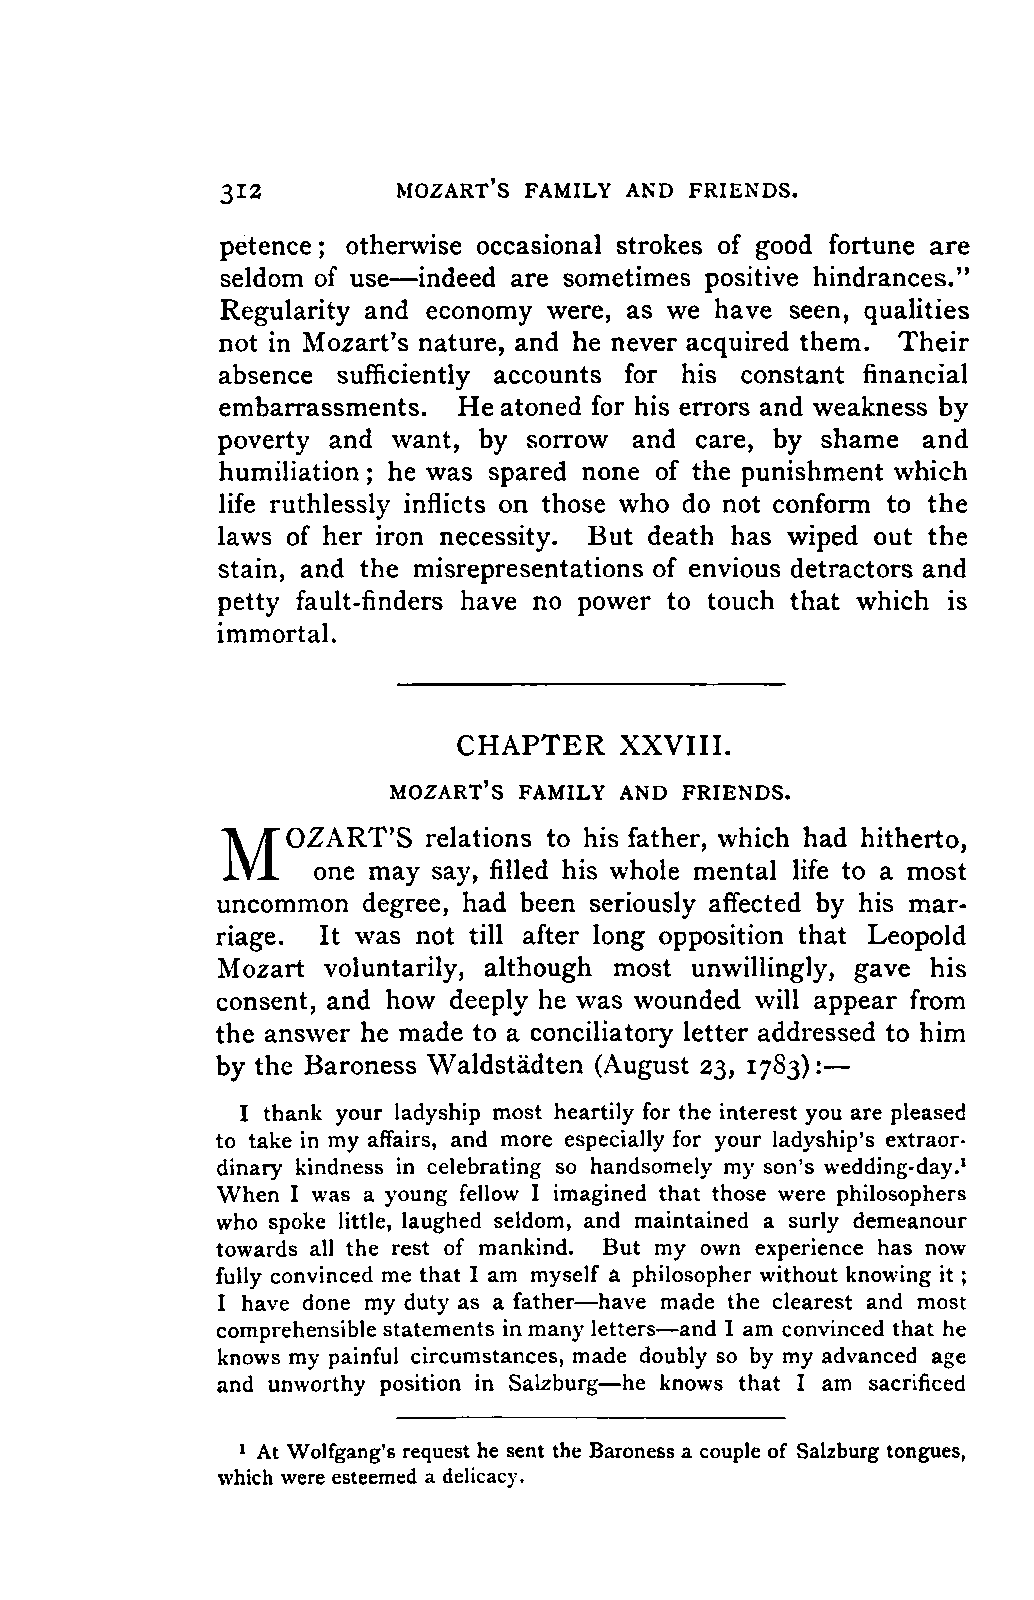 312 MOZART'S FAMILY AND FRIENDS.
petence; otherwise occasional strokes of good fortune are
seldom of use—indeed are sometimes positive hindrances."
Regularity and economy were, as we have seen, qualities
not in Mozart's nature, and he never acquired them. Their
absence sufficiently accounts for his constant financial
embarrassments. He atoned for his errors and weakness by
poverty and want, by sorrow and care, by shame and
humiliation; he was spared none of the punishment which
life ruthlessly inflicts on those who do not conform to the
laws of her iron necessity. But death has wiped out the
stain, and the misrepresentations of envious detractors and
petty fault-finders have no power to touch that which is
immortal.
CHAPTER XXVIII.
MOZART'S FAMILY AND FRIENDS.
MOZART'S relations to his father, which had hitherto,
one may say, filled his whole mental life to a most
uncommon degree, had been seriously affected by his mar-
riage. It was not till after long opposition that Leopold
Mozart voluntarily, although most unwillingly, gave his
consent, and how deeply he was wounded will appear from
the answer he made to a conciliatory letter addressed to him
by the Baroness Waldstädten (August 23, 1783):—
I thank your ladyship most heartily for the interest you are pleased
to take in my affairs, and more especially for your ladyship's extraor-
dinary kindness in celebrating so handsomely my son's wedding-day.¹
When I was a young fellow I imagined that those were philosophers
who spoke little, laughed seldom, and maintained a surly demeanour
towards all the rest of mankind. But my own experience has now
fully convinced me that I am myself a philosopher without knowing it;
I have done my duty as a father—have made the clearest and most
comprehensible statements in many letters—and I am convinced that he
knows my painful circumstances, made doubly so by my advanced age
and unworthy position in Salzburg—he knows that I am sacrificed
¹ At Wolfgang's request he sent the Baroness a couple of Salzburg tongues,
which were esteemed a delicacy.